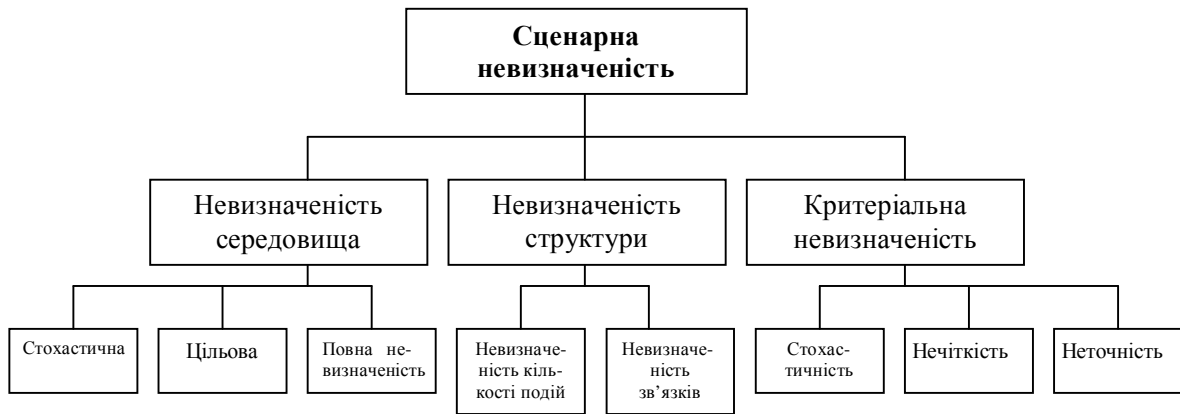 Сценарна
невизначеність
Невизначеність
середовища
Невизначеність
структури
Критеріальна
невизначеність
Стохастична
Цільова
Повна не-
визначеність
Невизначе-
ність кіль-
кості подій
Невизначе-
ність
зв’язків
Стохас-
тичність
Нечіткість
Неточність